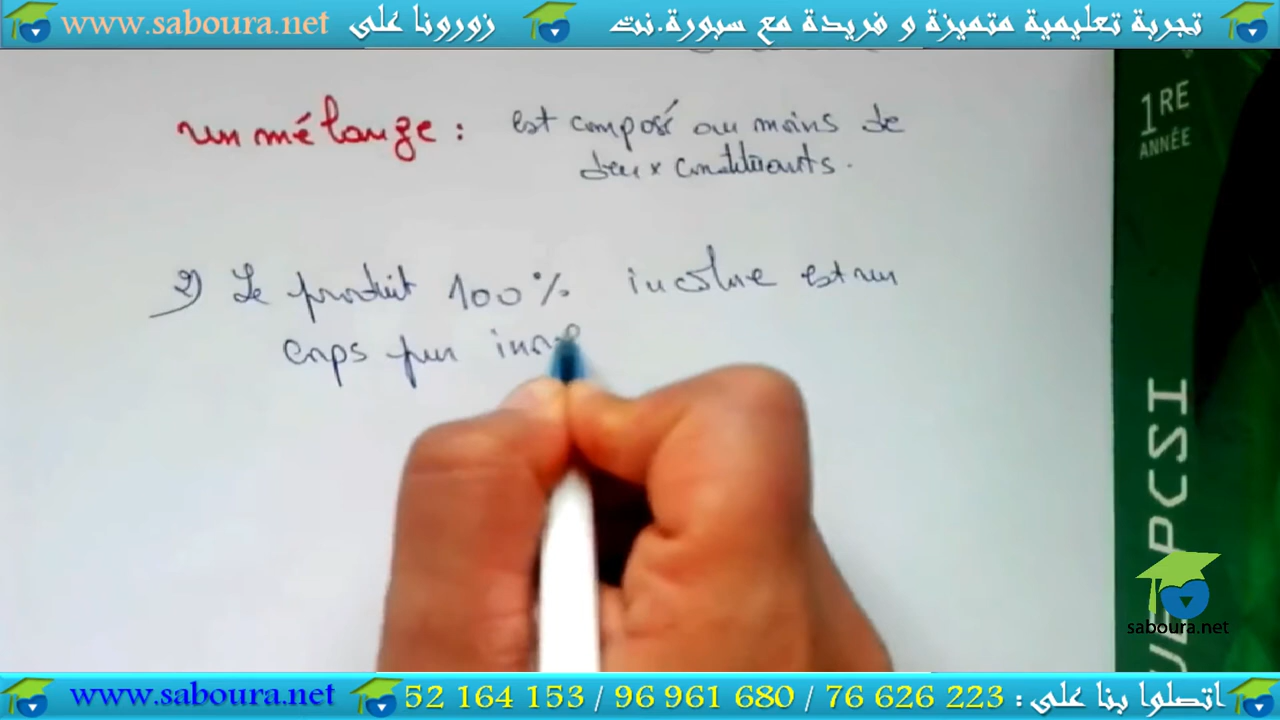 www.saboura.net زورونا على تجربة تعليمية متميزة و فريدة مع سبورة.نت
un mélange : est composé au moins de
deux constituants.
2) Le produit 100% incolore est un
corps pur
1RE
ANNÉE
PCSI
saboura.net
www.saboura.net 52 164 153 / 96 961 680 / 76 626 223 : اتصلوا بنا على